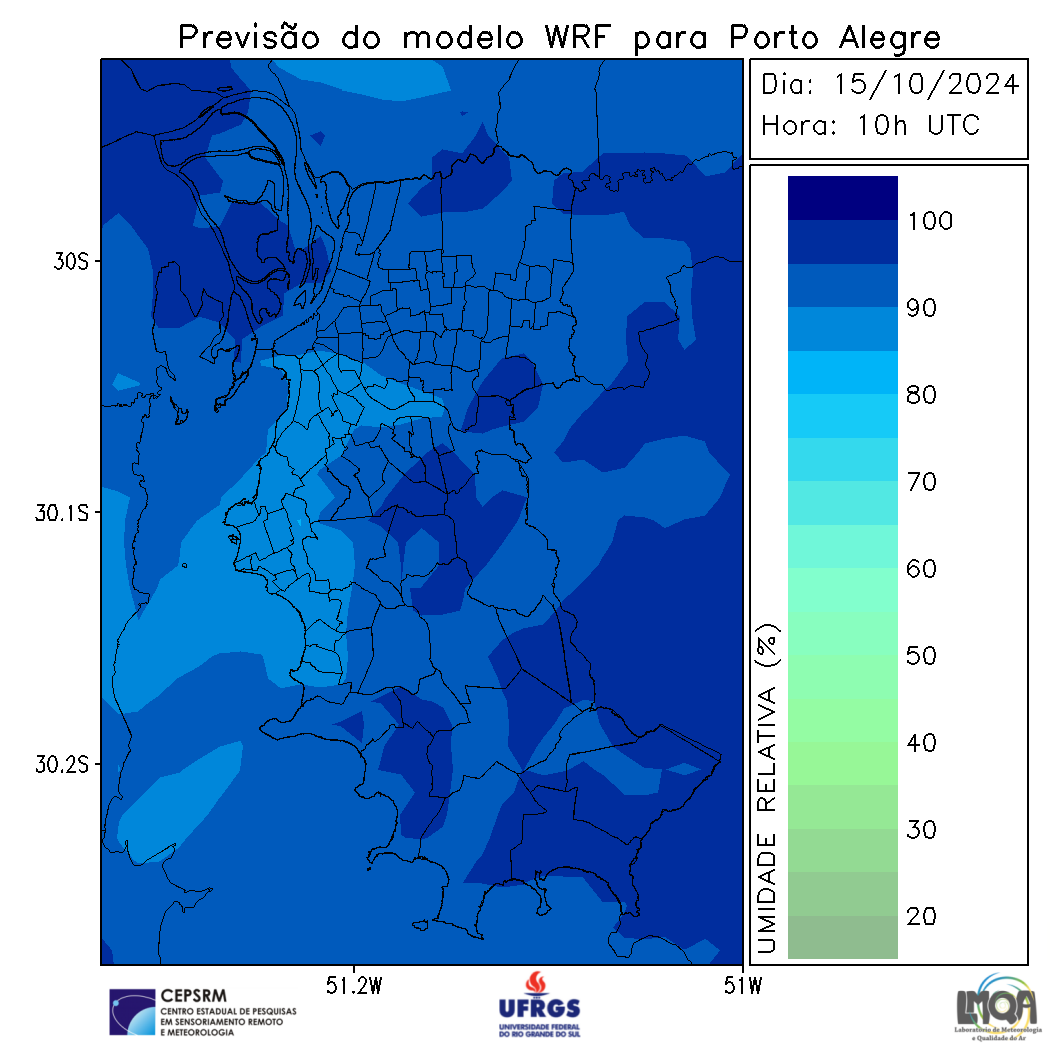 Previsão do modelo WRF para Porto Alegre
Dia: 15/10/2024
Hora: 10h UTC
30S
30.1S
30.2S
51.2W
51W
100
90
80
70
60
50
40
30
20
UMIDADE RELATIVA (%)
CEPSRM
CENTRO ESTADUAL DE PESQUISAS
EM SENSORIAMENTO REMOTO
E METEOROLOGIA
UFRGS
UNIVERSIDADE FEDERAL
DO RIO GRANDE DO SUL
LMQA
Laboratório de Meteorologia
e Qualidade do Ar